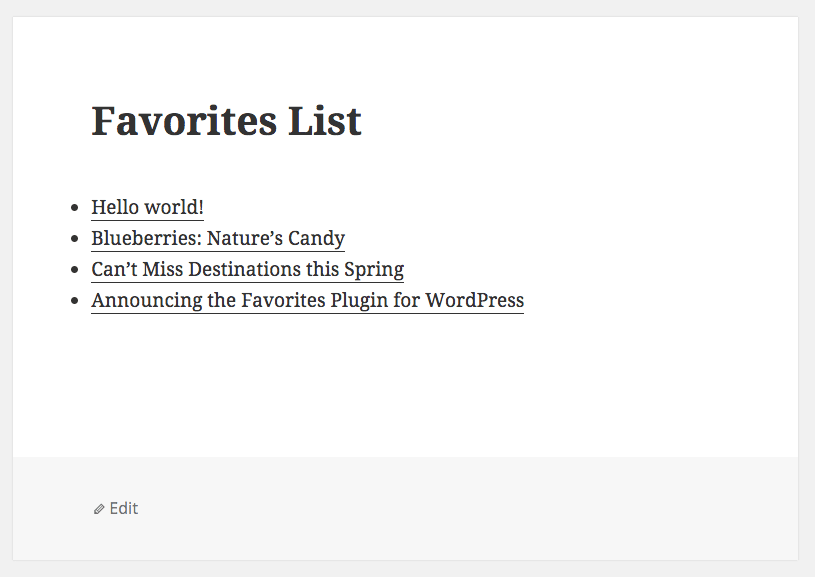 Favorites List
Hello world!
Blueberries: Nature’s Candy
Can’t Miss Destinations this Spring
Announcing the Favorites Plugin for WordPress
Edit